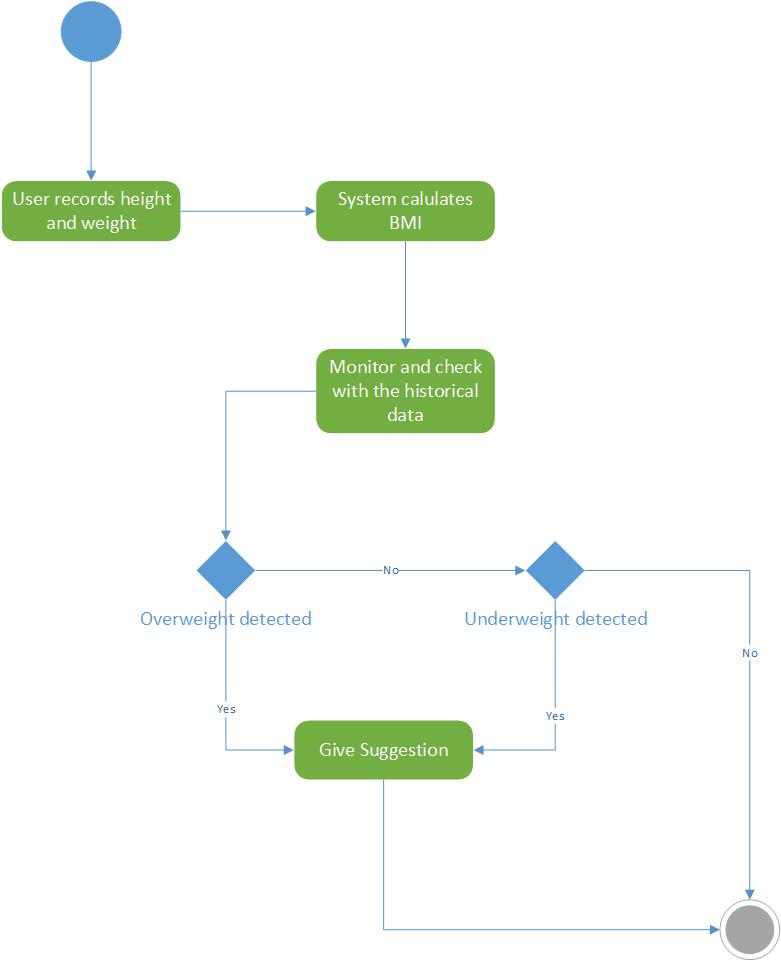 User records height
and weight
System calulates
BMI
Monitor and check
with the historical
data
No
Overweight detected
Underweight detected
No
Yes
Yes
Give Suggestion